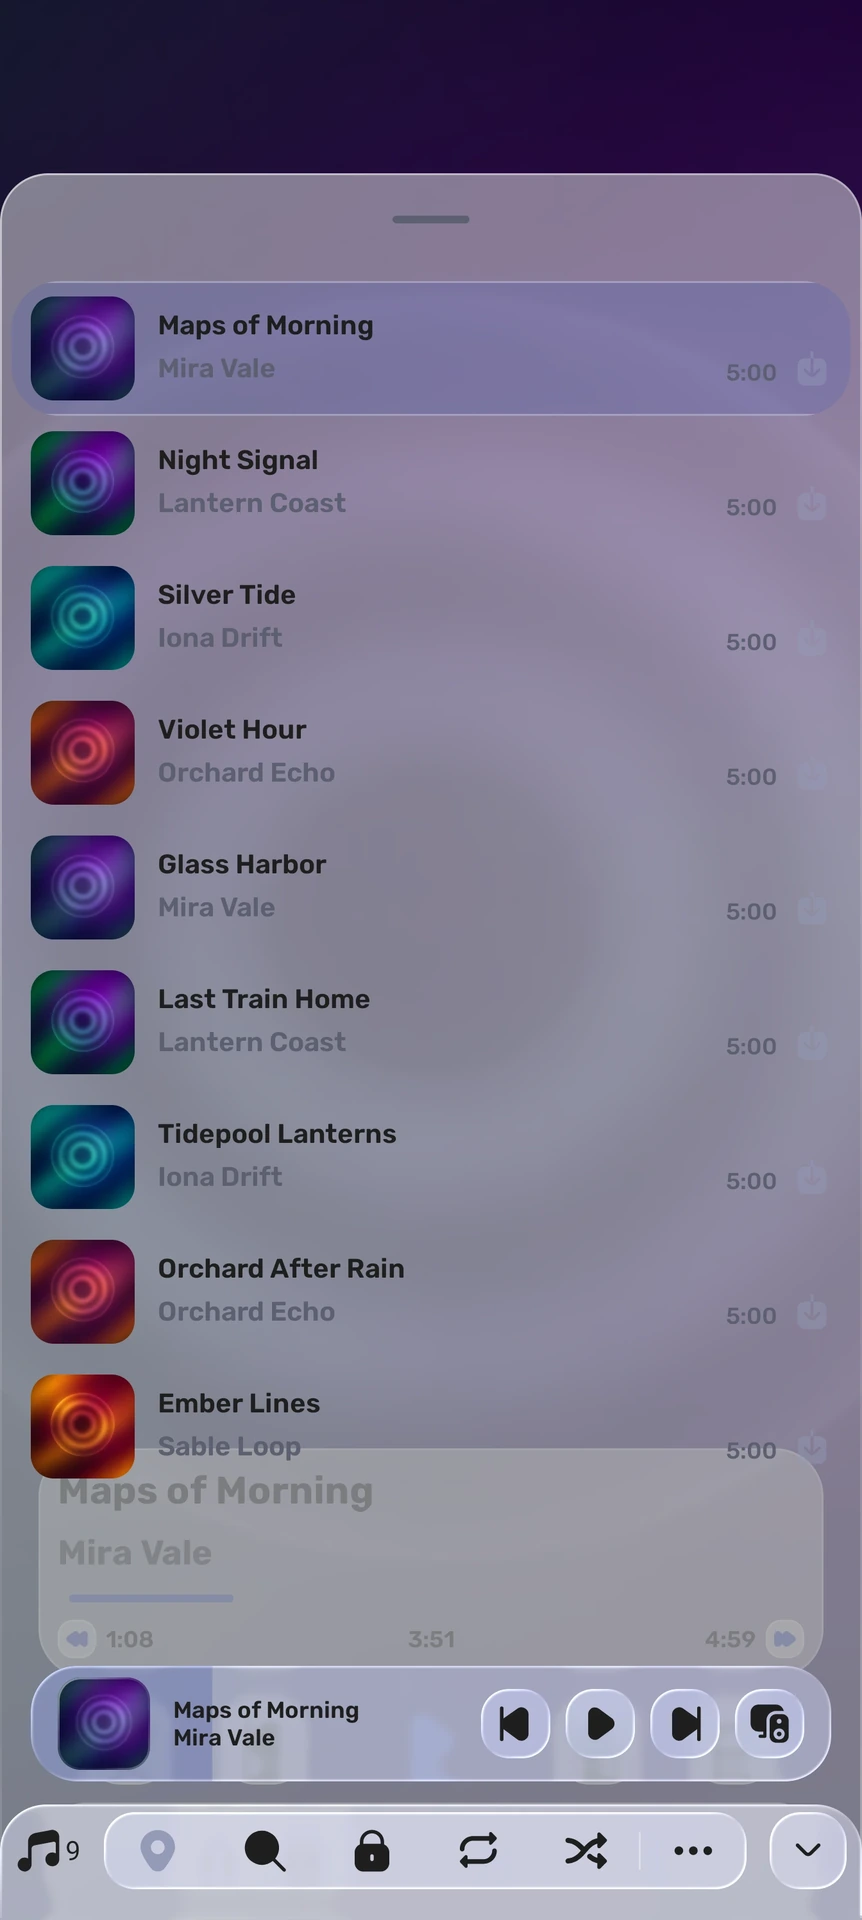 Maps of Morning
Mira Vale
5:00
Night Signal
Lantern Coast
5:00
Silver Tide
Iona Drift
5:00
Violet Hour
Orchard Echo
5:00
Glass Harbor
Mira Vale
5:00
Last Train Home
Lantern Coast
5:00
Tidepool Lanterns
Iona Drift
5:00
Orchard After Rain
Orchard Echo
5:00
Ember Lines
Sable Loop
5:00
Maps of Morning
Mira Vale
1:08 3:51 4:59
Maps of Morning
Mira Vale
9